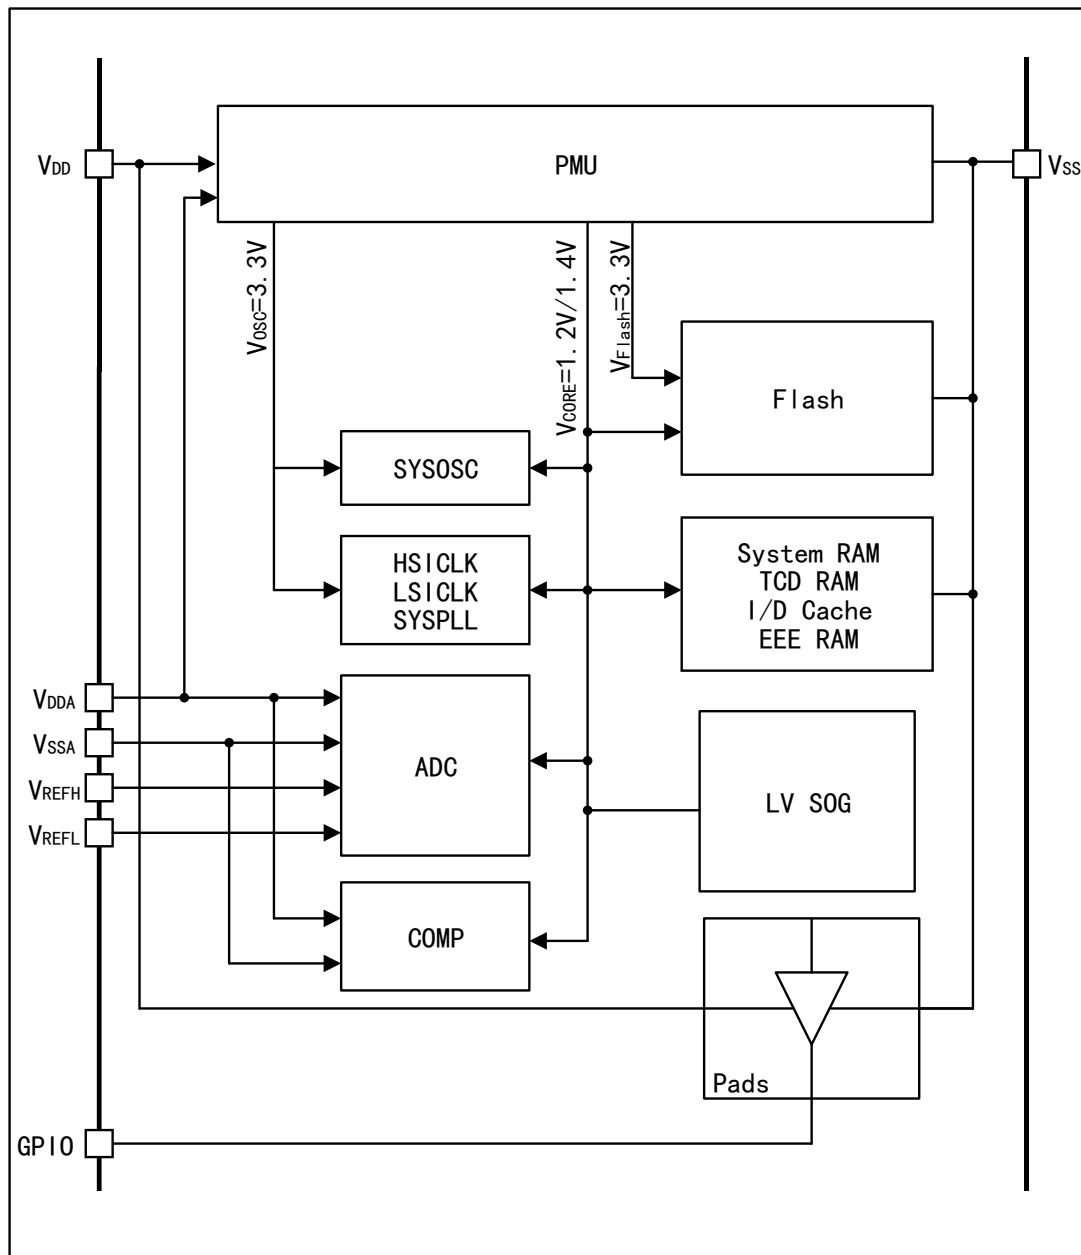 PMU
VDD
VSS
VOSC=3.3V
VCORE=1.2V/1.4V
VFlash=3.3V
Flash
SYSOSC
HSICLK
LSICLK
SYSPLL
System RAM
TCD RAM
I/D Cache
EEE RAM
VDDA
VSSA
VREFH
VREFL
ADC
LV SOG
COMP
Pads
GPIO